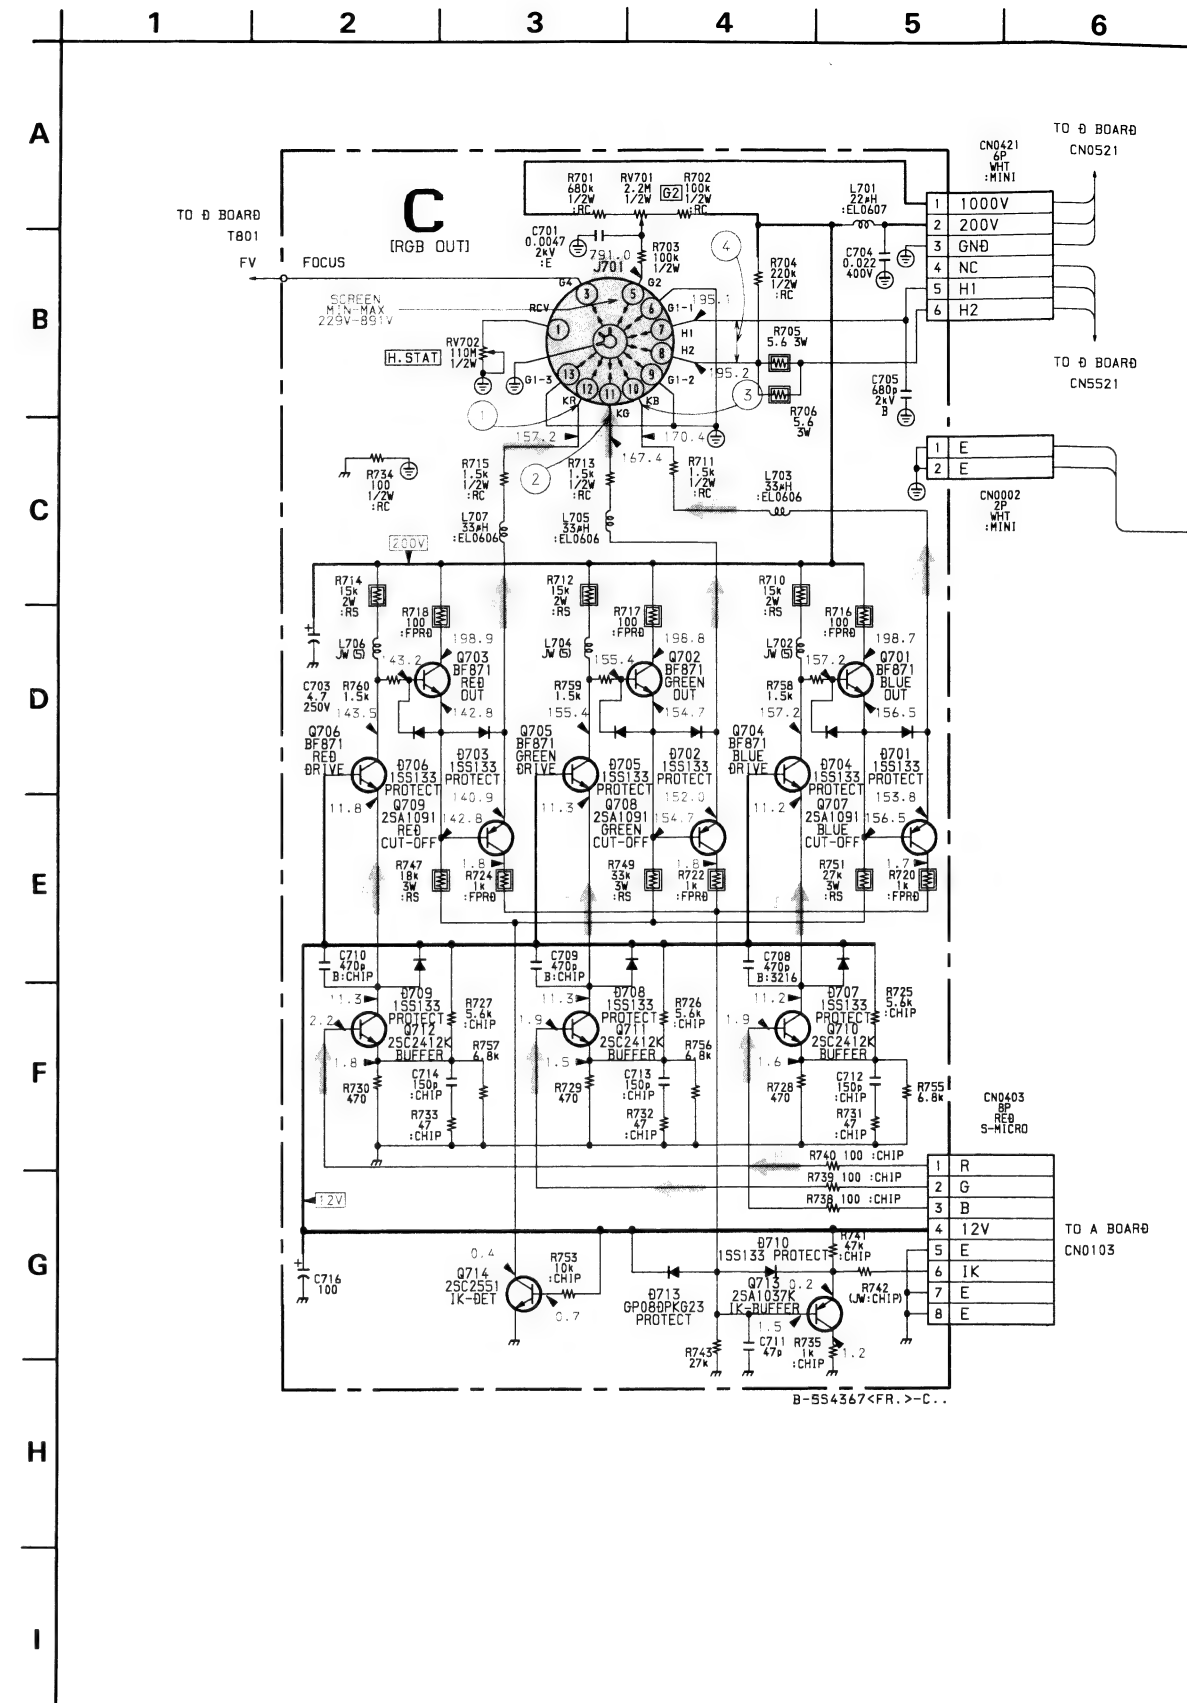 1 2 3 4 5 6
A
B
C
D
E
F
G
H
I
TO D BOARD
CN0521
CN0421
6P
WHT
:MINI
1 1000V
2 200V
3 GND
4 NC
5 H1
6 H2
TO D BOARD
CN5521
TO D BOARD
T801
FV
FOCUS
C
[RGB OUT]
R701
680k
1/2W
:RC
RV701
2.2M
1/2W
G2
R702
100k
1/2W
:RC
L701
22µH
:EL0607
C701
0.0047
2kV
:E
791.0
J701
R703
100k
1/2W
4
R704
220k
1/2W
:RC
C704
0.022
400V
SCREEN
MIN-MAX
229V-891V
G4
3
5
G2
RCV
6
G1-1
195.1
1
7
H1
8
H2
195.2
13
G1-3
9
G1-2
12
11
10
KR
KG
KB
RV702
110M
1/2W
H.STAT
R705
5.6 3W
R706
5.6
3W
C705
680p
2kV
B
1
2
3
157.2
167.4
170.4
1 E
2 E
CN0002
2P
WHT
:MINI
R734
100
1/2W
:RC
R715
1.5k
1/2W
:RC
R713
1.5k
1/2W
:RC
R711
1.5k
1/2W
:RC
L703
33µH
:EL0606
L707
33µH
:EL0606
L705
33µH
:EL0606
200V
R714
15k
2W
:RS
R718
100
:FPRD
R712
15k
2W
:RS
R717
100
:FPRD
R710
15k
2W
:RS
R716
100
:FPRD
L706
JW (5)
143.2
198.9
Q703
BF871
RED
OUT
L704
JW (5)
155.4
198.8
Q702
BF871
GREEN
OUT
L702
JW (5)
157.2
198.7
Q701
BF871
BLUE
OUT
C703
4.7
250V
R760
1.5k
143.5
142.8
R759
1.5k
155.4
154.7
R758
1.5k
157.2
156.5
Q706
BF871
RED
DRIVE
D706
1SS133
PROTECT
D703
1SS133
PROTECT
Q705
BF871
GREEN
DRIVE
D705
1SS133
PROTECT
D702
1SS133
PROTECT
Q704
BF871
BLUE
DRIVE
D704
1SS133
PROTECT
D701
1SS133
PROTECT
11.8
Q709
2SA1091
RED
CUT-OFF
140.9
142.8
11.3
Q708
2SA1091
GREEN
CUT-OFF
152.0
154.7
11.2
Q707
2SA1091
BLUE
CUT-OFF
153.8
156.5
R747
18k
3W
:RS
1.8
R724
1k
:FPRD
R749
33k
3W
:RS
1.8
R722
1k
:FPRD
R751
27k
3W
:RS
1.7
R720
1k
:FPRD
C710
470p
B:CHIP
C709
470p
B:CHIP
C708
470p
B:3216
11.3
D709
1SS133
PROTECT
Q712
2SC2412K
BUFFER
R727
5.6k
:CHIP
R757
6.8k
11.3
D708
1SS133
PROTECT
Q711
2SC2412K
BUFFER
R726
5.6k
:CHIP
R756
6.8k
11.2
D707
1SS133
PROTECT
Q710
2SC2412K
BUFFER
R725
5.6k
:CHIP
2.2
1.8
1.9
1.5
1.9
1.6
R730
470
C714
150p
:CHIP
R733
47
:CHIP
R729
470
C713
150p
:CHIP
R732
47
:CHIP
R728
470
C712
150p
:CHIP
R731
47
:CHIP
R755
6.8k
CN0403
8P
RED
S-MICRO
R740 100 :CHIP
R739 100 :CHIP
R738 100 :CHIP
1 R
2 G
3 B
4 12V
5 E
6 IK
7 E
8 E
TO A BOARD
CN0103
12V
C716
100
0.4
Q714
2SC2551
IK-DET
R753
10k
:CHIP
0.7
D713
GP08DPKG23
PROTECT
D710
1SS133 PROTECT
R741
47k
:CHIP
R742
(JW:CHIP)
Q713
2SA1037K
IK-BUFFER
0.2
1.5
R743
27k
C711
47p
R735
1k
:CHIP
1.2
B-SS4367<FR.>-C..